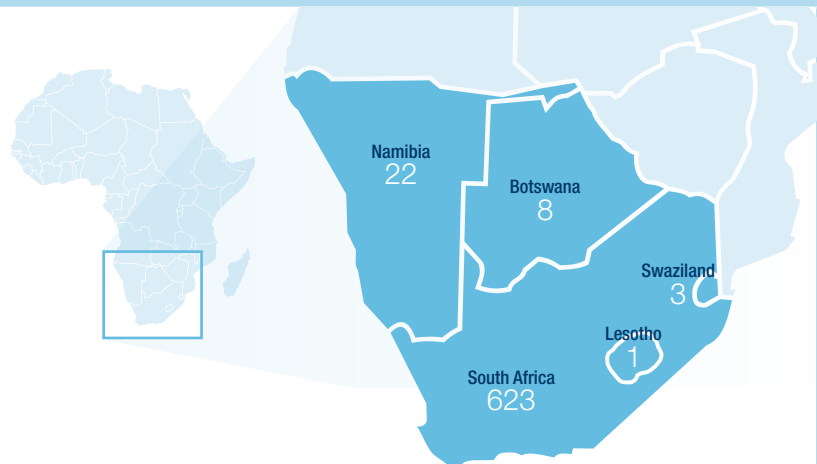 Namibia
22
Botswana
8
Swaziland
3
Lesotho
1
South Africa
623